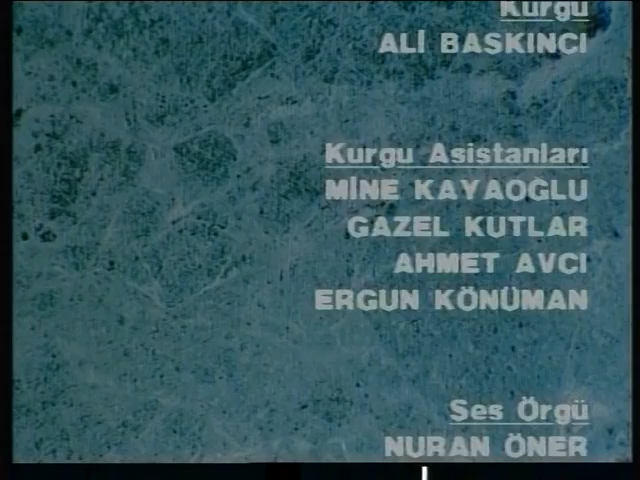 Kurgu
ALİ BASKINCI
Kurgu Asistanları
MİNE KAYAOĞLU
GAZEL KUTLAR
AHMET AVCI
ERGUN KÖNÜMAN
Ses Örgü
NURAN ÖNER